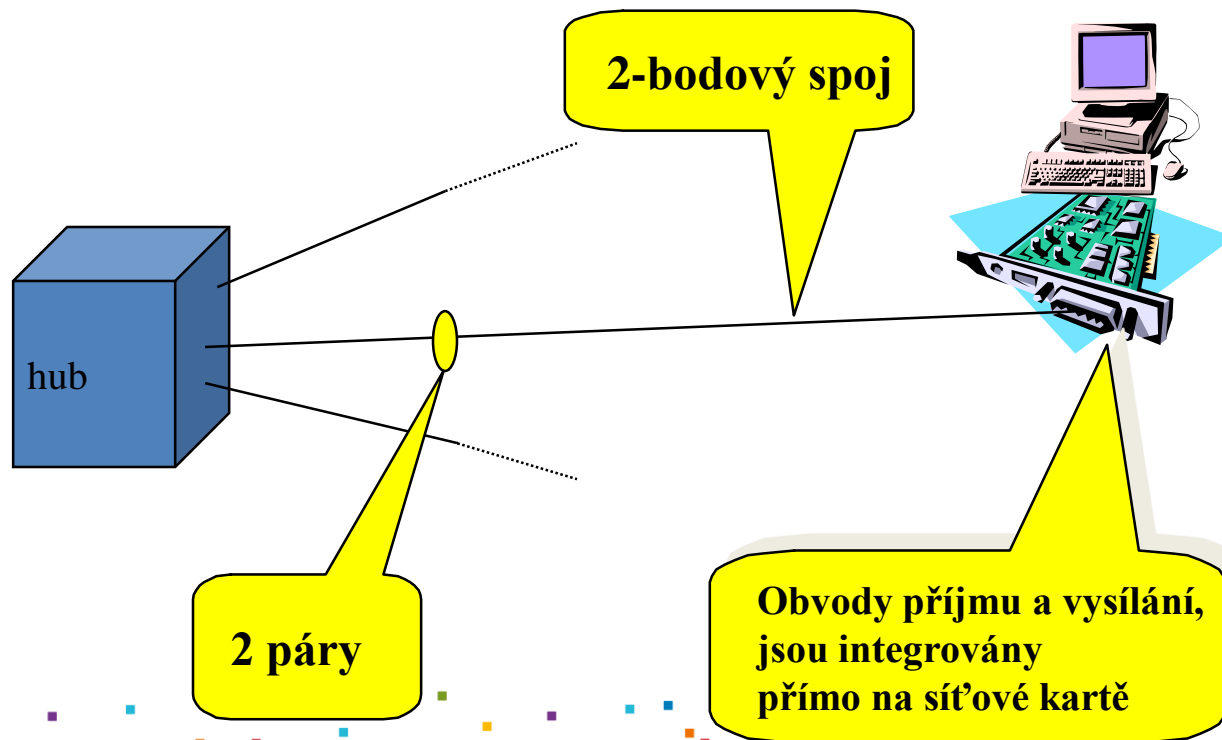 2-bodový spoj
hub
2 páry
Obvody příjmu a vysílání,
jsou integrovány
přímo na síťové kartě